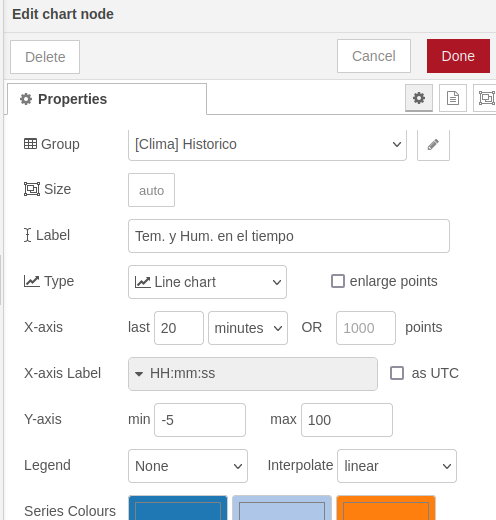 Edit chart node
Delete Cancel Done
Properties
Group [Clima] Historico
Size auto
Label Tem. y Hum. en el tiempo
Type Line chart enlarge points
X-axis last 20 minutes OR 1000 points
X-axis Label HH:mm:ss as UTC
Y-axis min -5 max 100
Legend None Interpolate linear
Series Colours